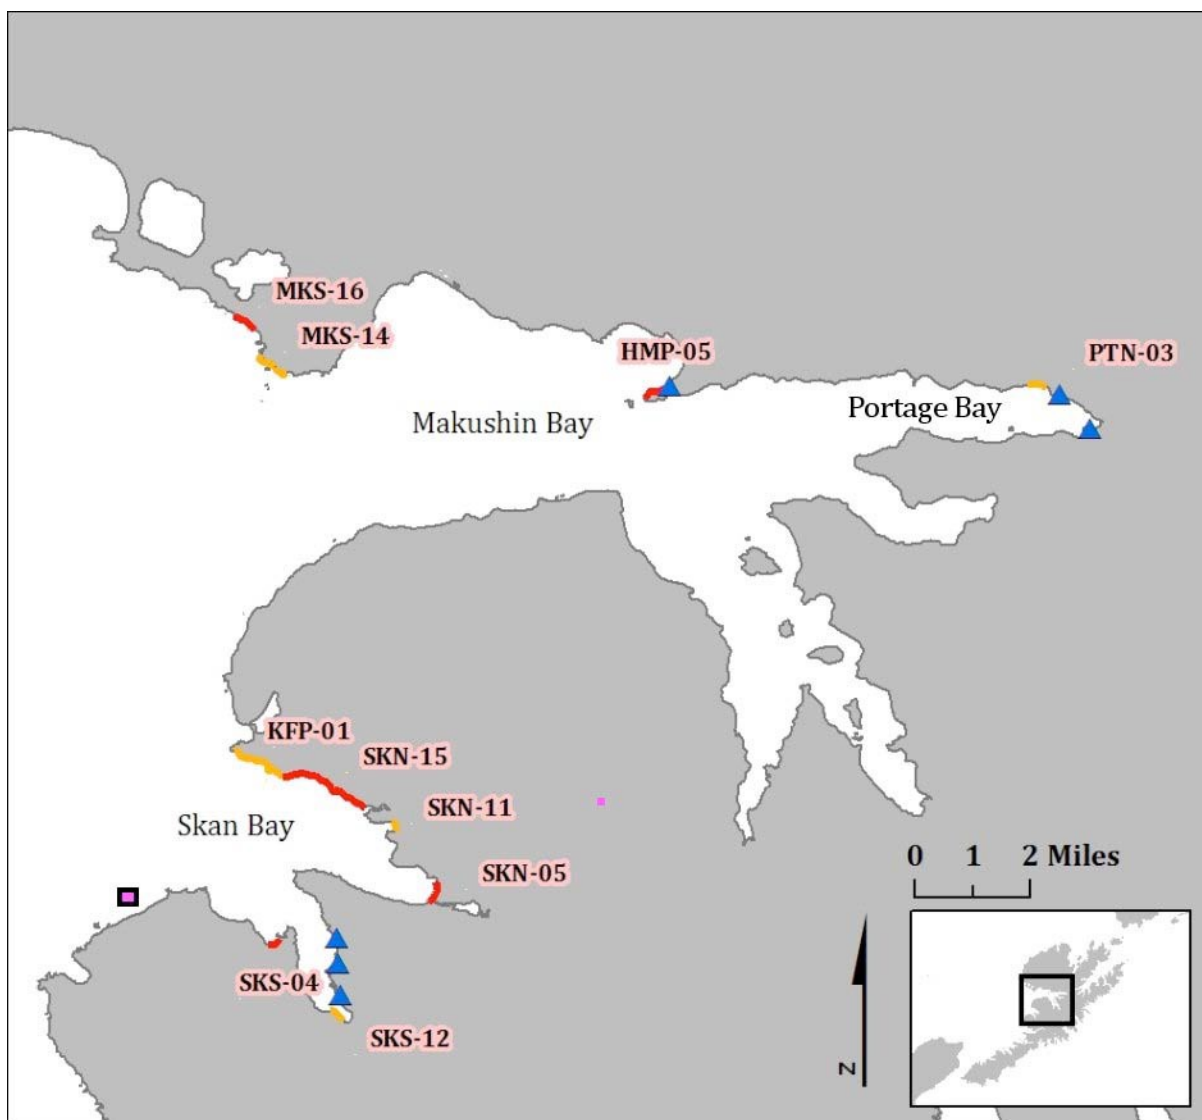 MKS-16
MKS-14
HMP-05
PTN-03
Portage Bay
Makushin Bay
KFP-01
SKN-15
SKN-11
Skan Bay
SKN-05
0 1 2 Miles
SKS-04
SKS-12
N